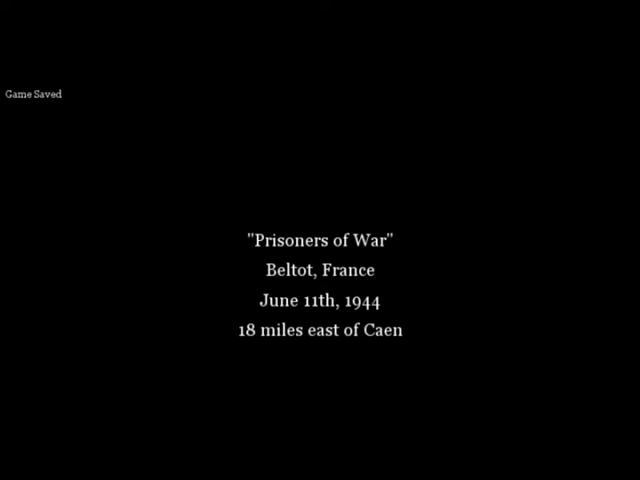 Game Saved
"Prisoners of War"
Beltot, France
June 11th, 1944
18 miles east of Caen